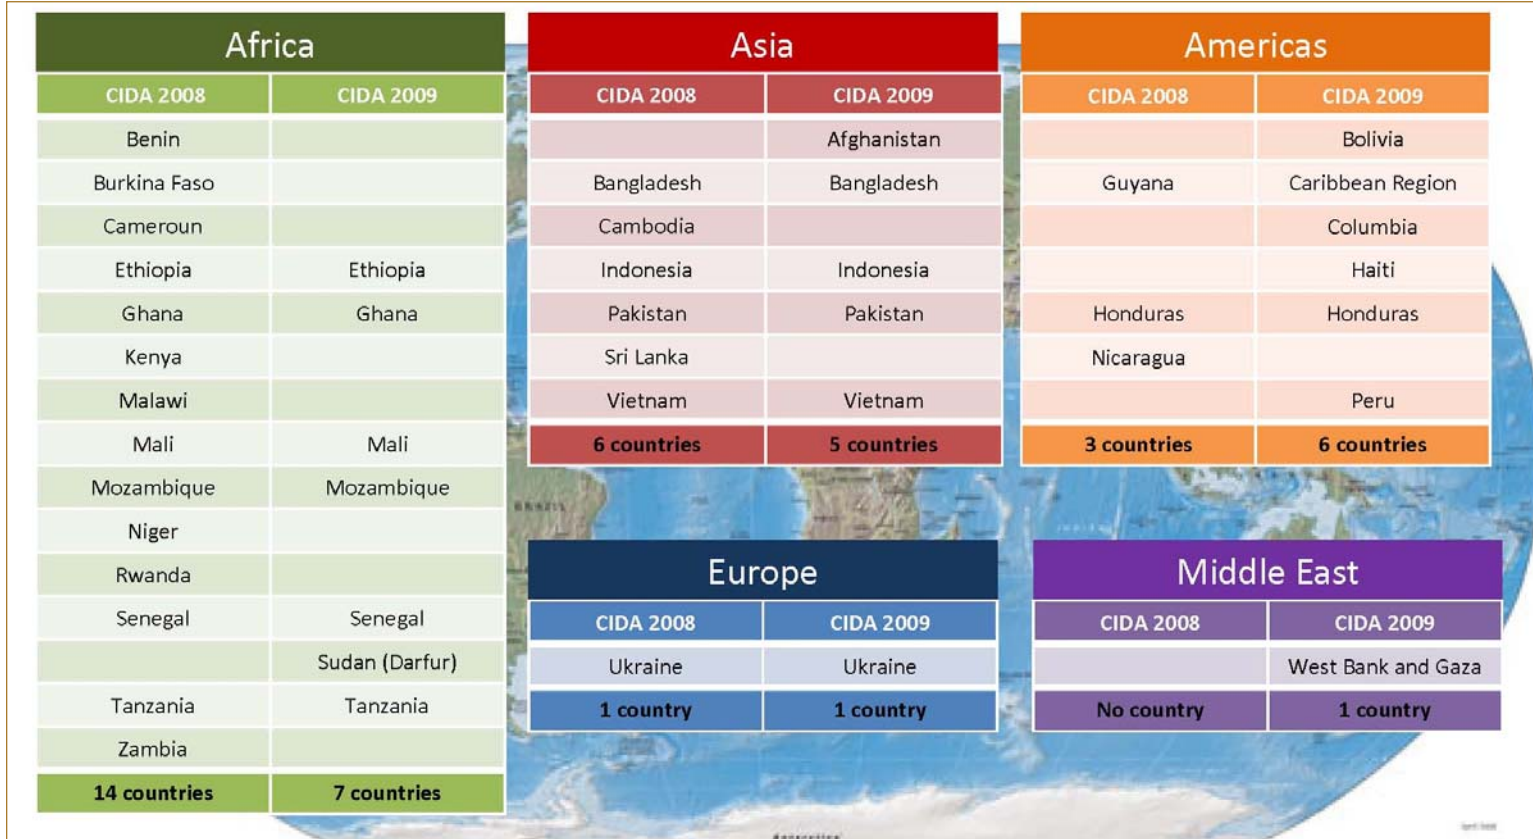 Africa
CIDA 2008 CIDA 2009
Benin
Burkina Faso
Cameroun
Ethiopia Ethiopia
Ghana Ghana
Kenya
Malawi
Mali Mali
Mozambique Mozambique
Niger
Rwanda
Senegal Senegal
Sudan (Darfur)
Tanzania Tanzania
Zambia
14 countries 7 countries
Asia
CIDA 2008 CIDA 2009
Afghanistan
Bangladesh Bangladesh
Cambodia
Indonesia Indonesia
Pakistan Pakistan
Sri Lanka
Vietnam Vietnam
6 countries 5 countries
Americas
CIDA 2008 CIDA 2009
Bolivia
Guyana Caribbean Region
Columbia
Haiti
Honduras Honduras
Nicaragua
Peru
3 countries 6 countries
Europe
CIDA 2008 CIDA 2009
Ukraine Ukraine
1 country 1 country
Middle East
CIDA 2008 CIDA 2009
West Bank and Gaza
No country 1 country
BRAZIL